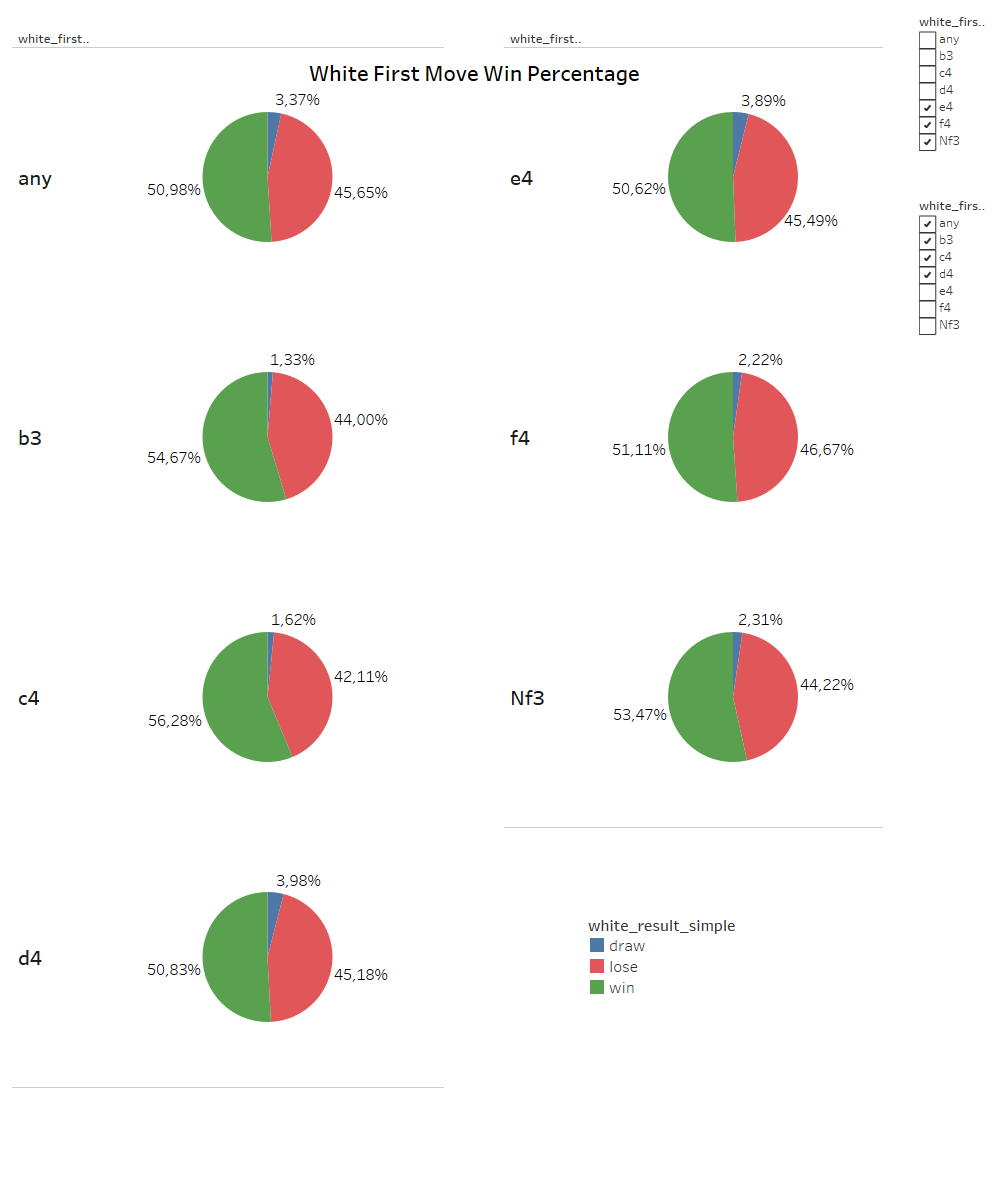 white_first..
white_first..
White First Move Win Percentage
any
3,37%
50,98%
45,65%
e4
3,89%
50,62%
45,49%
b3
1,33%
44,00%
54,67%
f4
2,22%
51,11%
46,67%
c4
1,62%
42,11%
56,28%
Nf3
2,31%
44,22%
53,47%
d4
3,98%
50,83%
45,18%
white_result_simple
draw
lose
win
white_firs..
any
b3
c4
d4
e4
f4
Nf3
white_firs..
any
b3
c4
d4
e4
f4
Nf3